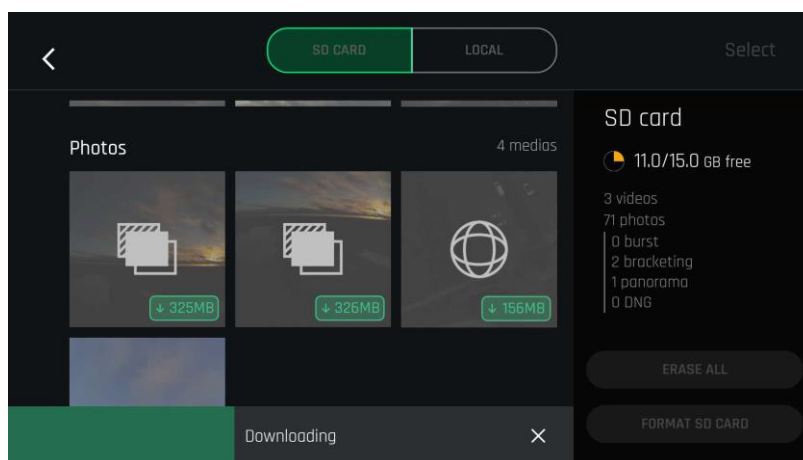 SD CARD
LOCAL
Select
Photos
4 medias
↓ 325MB
↓ 326MB
↓ 156MB
Downloading
SD card
11.0/15.0 GB free
3 videos
71 photos
0 burst
2 bracketing
1 panorama
0 DNG
ERASE ALL
FORMAT SD CARD